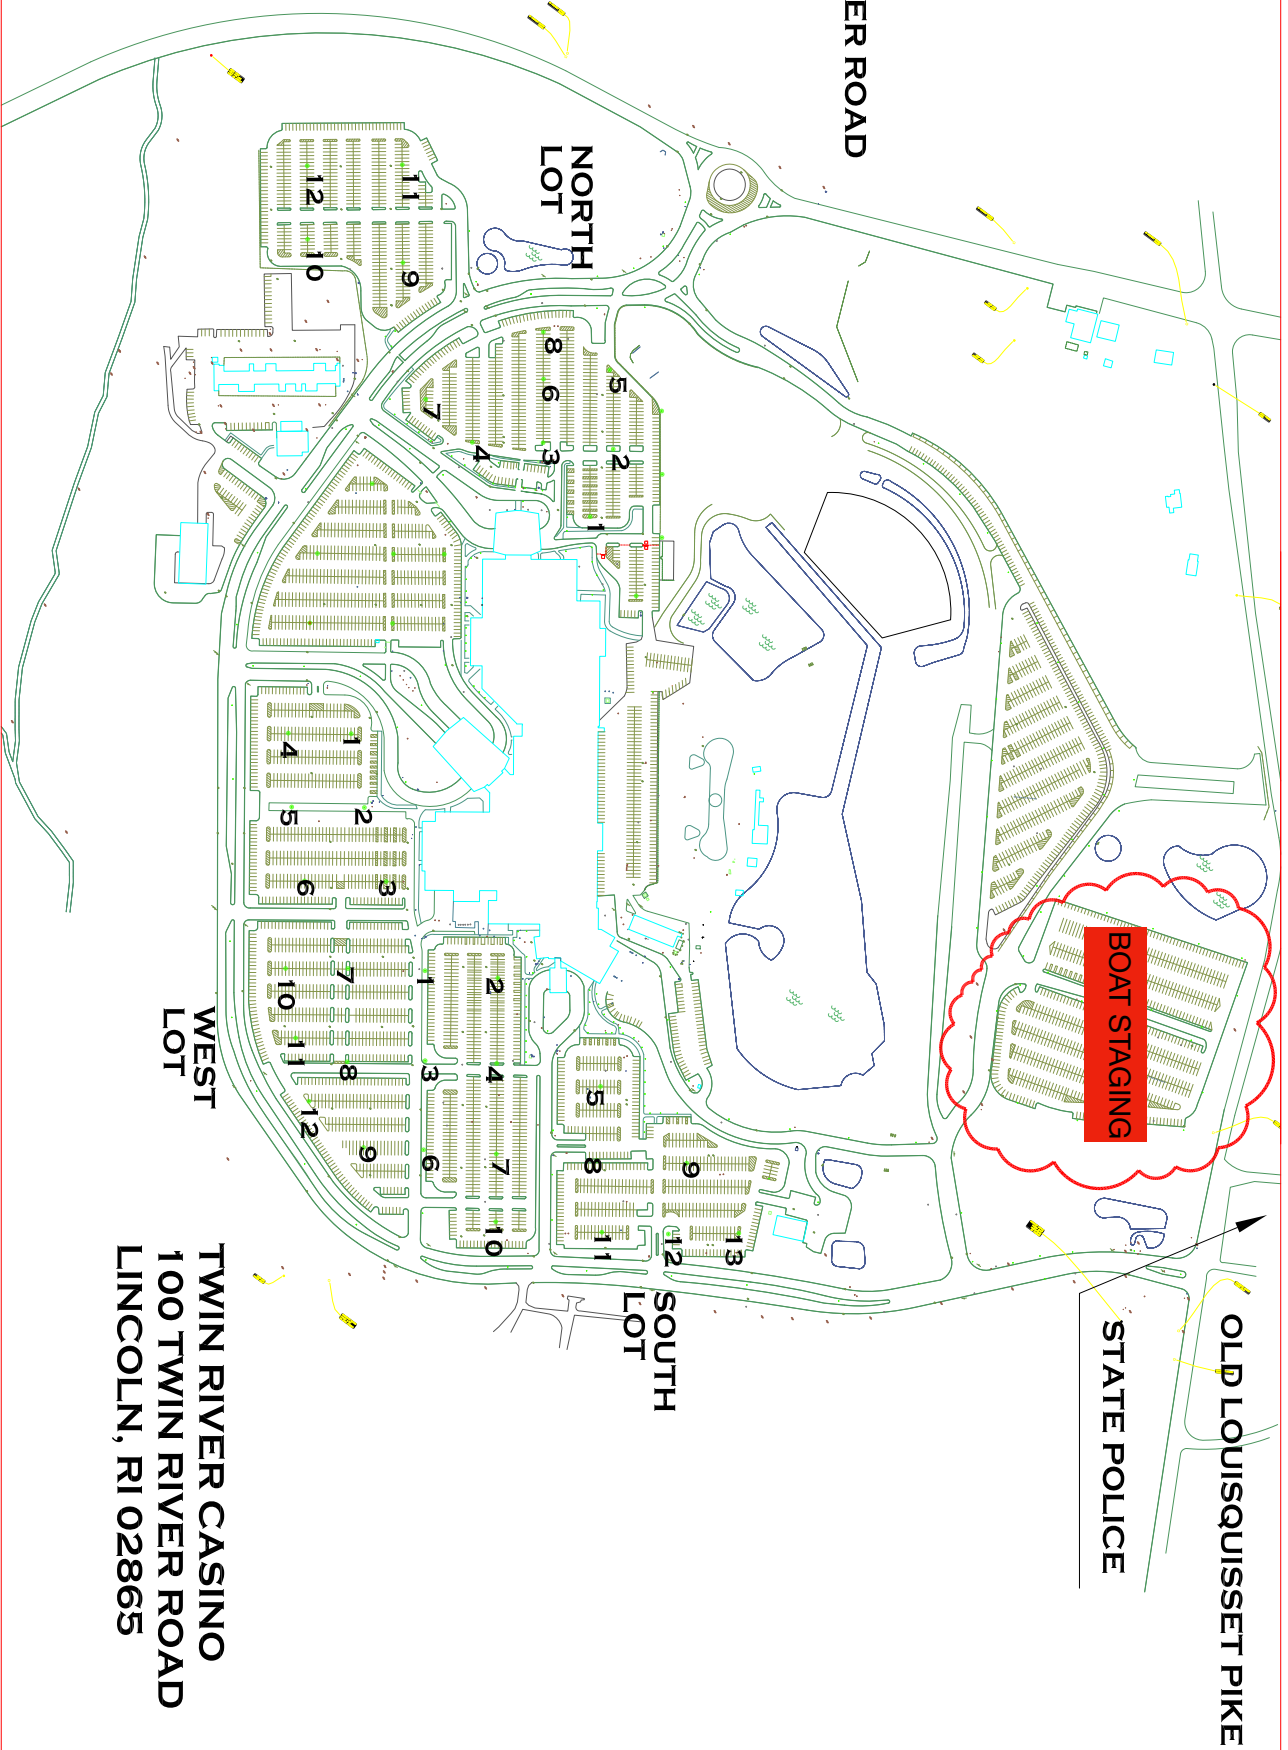 ER ROAD
NORTH
LOT
11
12
9
10
8
5
6
7
3
2
4
1
1
4
2
5
3
6
7
10
8
11
12
9
WEST
LOT
1
2
3
4
5
6
7
8
9
10
11
12
13
SOUTH
LOT
BOAT STAGING
STATE POLICE
OLD LOUISQUISSET PIKE
TWIN RIVER CASINO
100 TWIN RIVER ROAD
LINCOLN, RI 02865